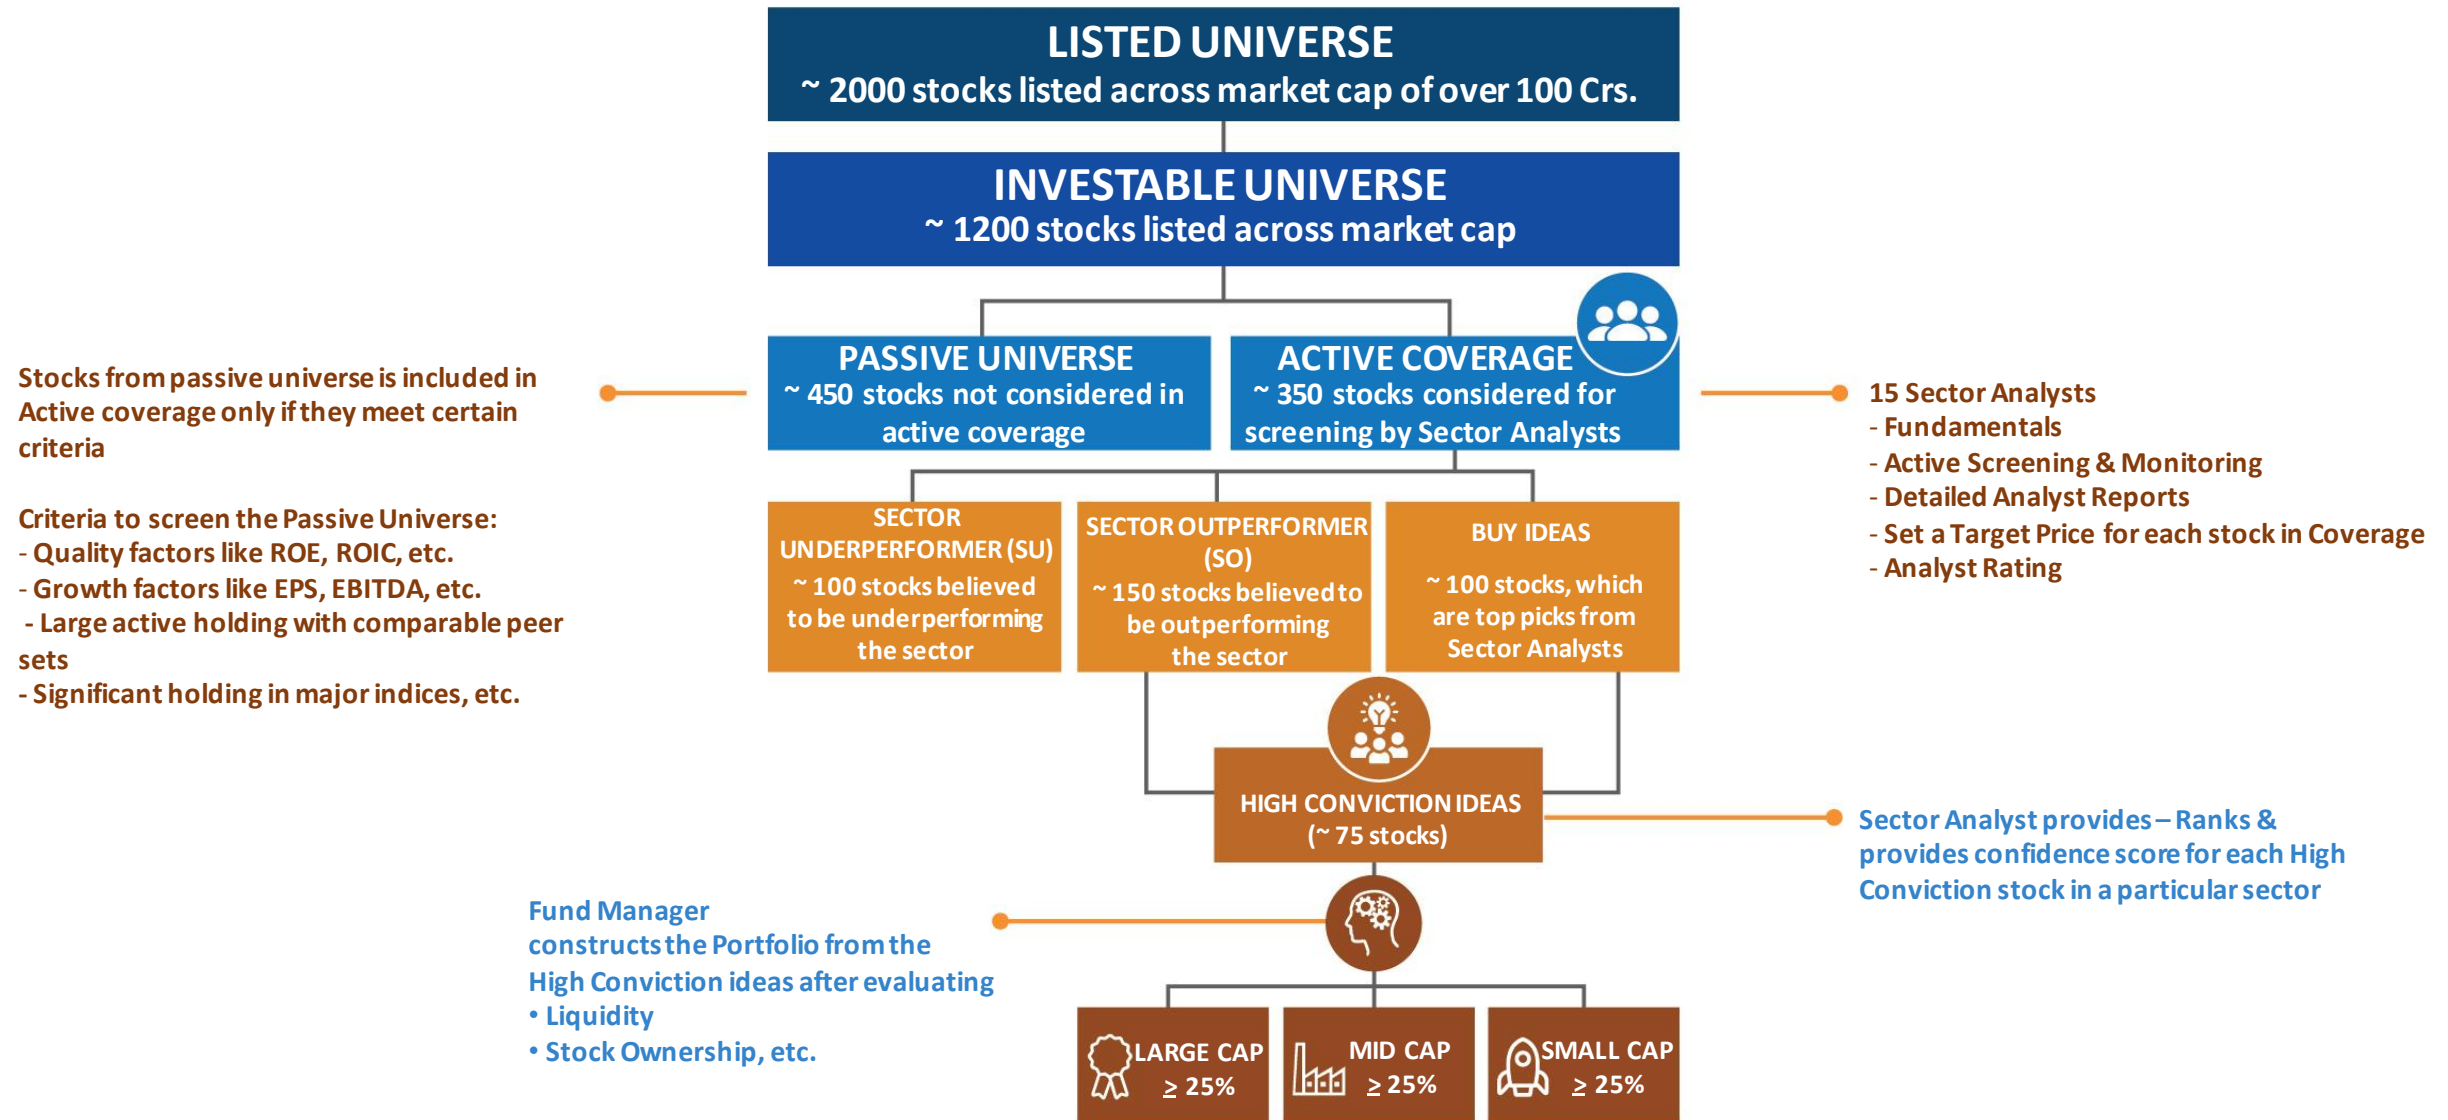 LISTED UNIVERSE
~ 2000 stocks listed across market cap of over 100 Crs.
INVESTABLE UNIVERSE
~ 1200 stocks listed across market cap
PASSIVE UNIVERSE
~ 450 stocks not considered in
active coverage
ACTIVE COVERAGE
~ 350 stocks considered for
screening by Sector Analysts
Stocks from passive universe is included in
Active coverage only if they meet certain
criteria
Criteria to screen the Passive Universe:
- Quality factors like ROE, ROIC, etc.
- Growth factors like EPS, EBITDA, etc.
- Large active holding with comparable peer
sets
- Significant holding in major indices, etc.
15 Sector Analysts
- Fundamentals
- Active Screening & Monitoring
- Detailed Analyst Reports
- Set a Target Price for each stock in Coverage
- Analyst Rating
SECTOR
UNDERPERFORMER (SU)
~ 100 stocks believed
to be underperforming
the sector
SECTOR OUTPERFORMER
(SO)
~ 150 stocks believed to
be outperforming
the sector
BUY IDEAS
~ 100 stocks, which
are top picks from
Sector Analysts
HIGH CONVICTION IDEAS
(~ 75 stocks)
Sector Analyst provides – Ranks &
provides confidence score for each High
Conviction stock in a particular sector
Fund Manager
constructs the Portfolio from the
High Conviction ideas after evaluating
• Liquidity
• Stock Ownership, etc.
LARGE CAP
≥ 25%
MID CAP
≥ 25%
SMALL CAP
≥ 25%